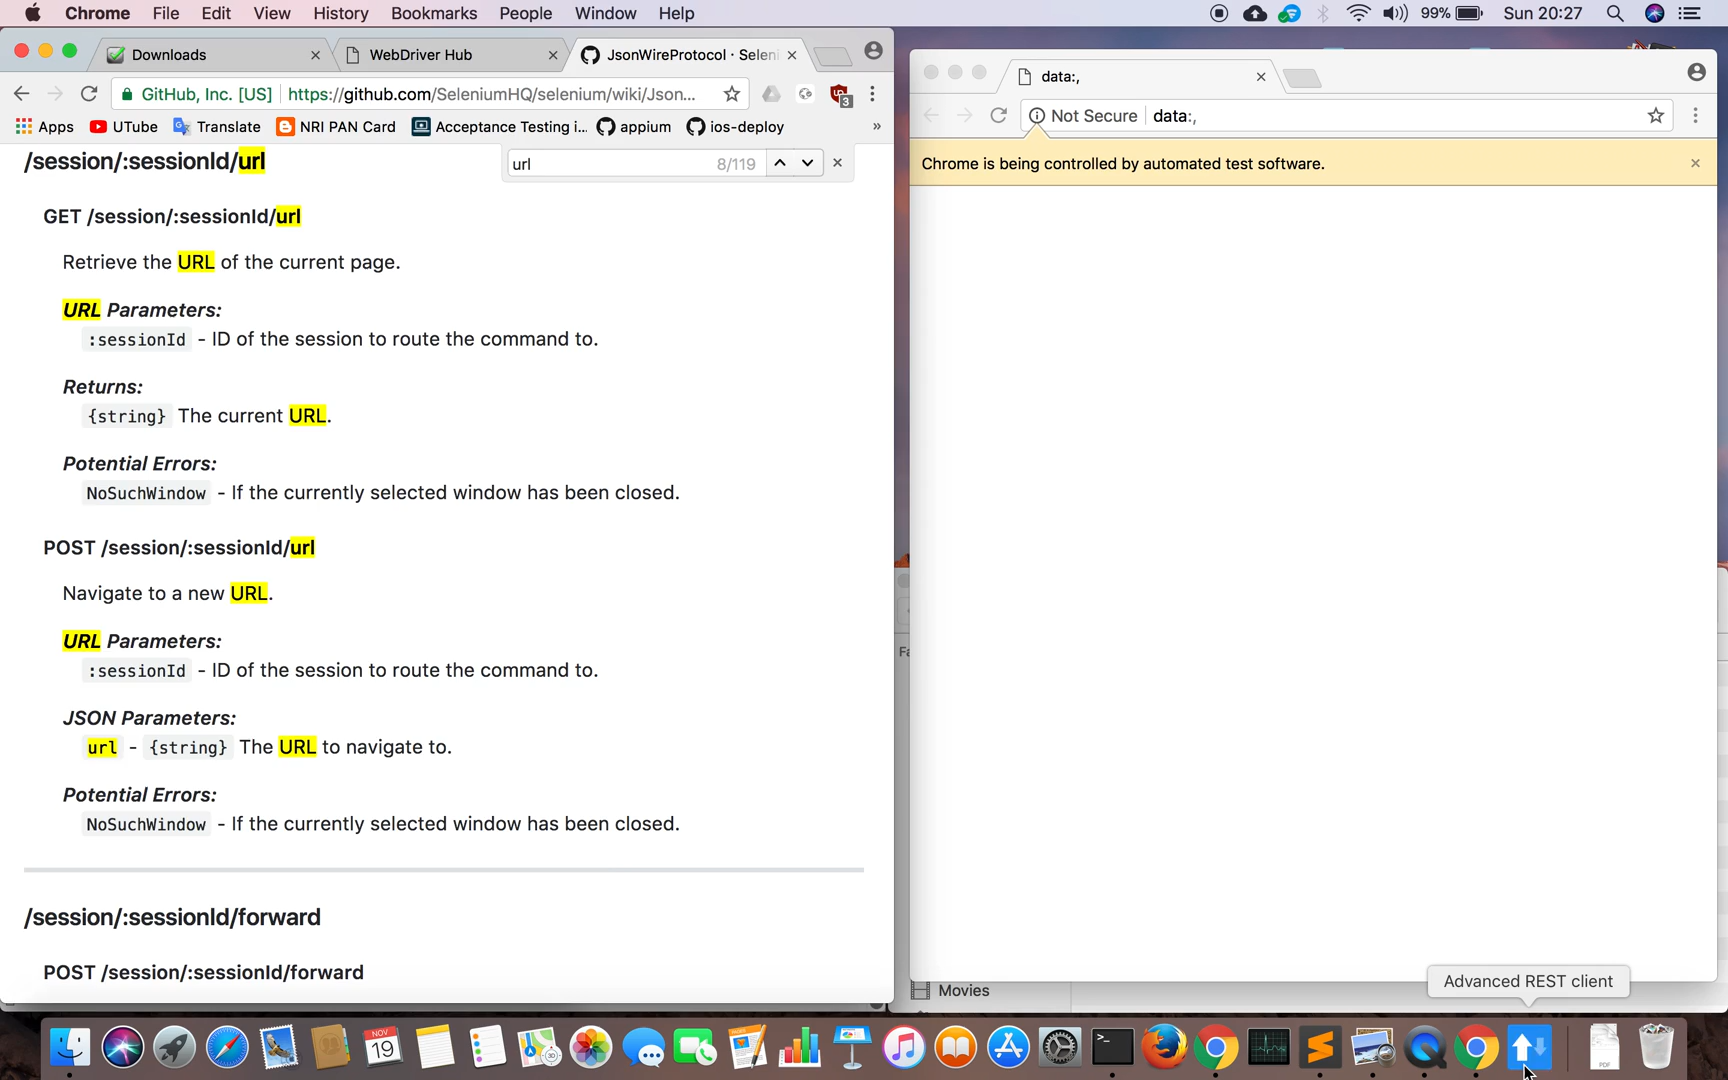 Chrome File Edit View History Bookmarks People Window Help
99% Sun 20:27
Downloads
WebDriver Hub
JsonWireProtocol · Seleni
GitHub, Inc. [US] https://github.com/SeleniumHQ/selenium/wiki/Json...
3
Apps UTube Translate NRI PAN Card Acceptance Testing i... appium ios-deploy »
url 8/119
/session/:sessionId/url
GET /session/:sessionId/url
Retrieve the URL of the current page.
URL Parameters:
:sessionId - ID of the session to route the command to.
Returns:
{string} The current URL.
Potential Errors:
NoSuchWindow - If the currently selected window has been closed.
POST /session/:sessionId/url
Navigate to a new URL.
URL Parameters:
:sessionId - ID of the session to route the command to.
JSON Parameters:
url - {string} The URL to navigate to.
Potential Errors:
NoSuchWindow - If the currently selected window has been closed.
/session/:sessionId/forward
POST /session/:sessionId/forward
data:,
Not Secure data:,
Chrome is being controlled by automated test software.
Fa
Movies
Advanced REST client
NOV
19
PAGES
PDF